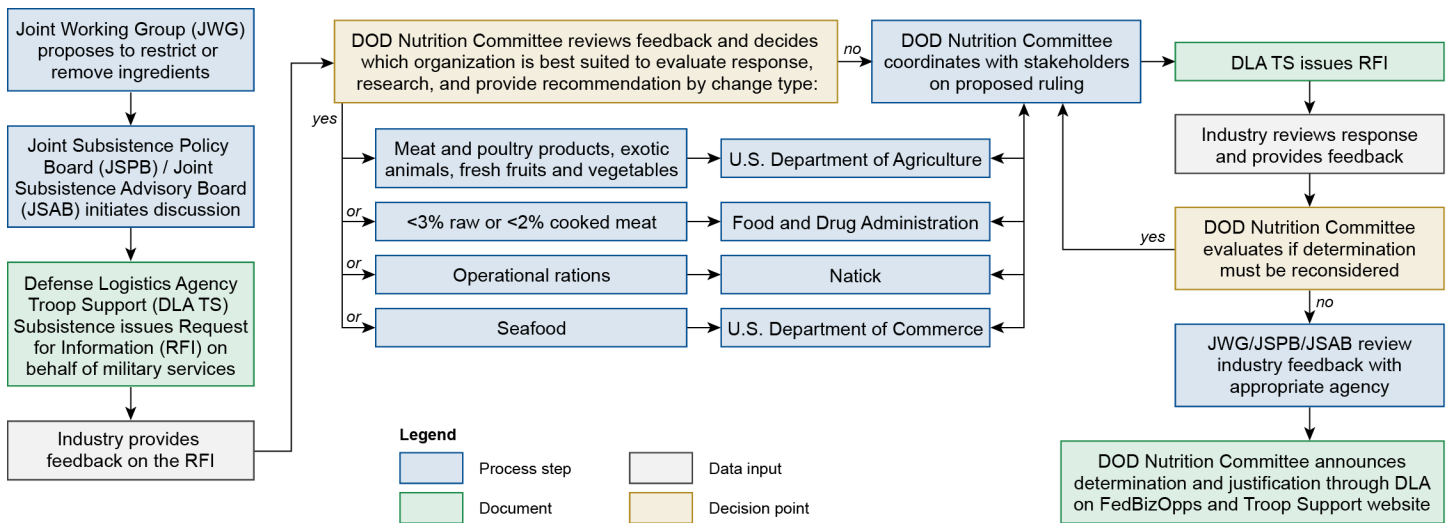 Joint Working Group (JWG)
proposes to restrict or
remove ingredients
Joint Subsistence Policy
Board (JSPB) / Joint
Subsistence Advisory Board
(JSAB) initiates discussion
Defense Logistics Agency
Troop Support (DLA TS)
Subsistence issues Request
for Information (RFI) on
behalf of military services
Industry provides
feedback on the RFI
DOD Nutrition Committee reviews feedback and decides
which organization is best suited to evaluate response,
research, and provide recommendation by change type:
no
yes
Meat and poultry products, exotic
animals, fresh fruits and vegetables
U.S. Department of Agriculture
or
<3% raw or <2% cooked meat
Food and Drug Administration
or
Operational rations
Natick
or
Seafood
U.S. Department of Commerce
DOD Nutrition Committee
coordinates with stakeholders
on proposed ruling
DLA TS issues RFI
Industry reviews response
and provides feedback
DOD Nutrition Committee
evaluates if determination
must be reconsidered
yes
no
JWG/JSPB/JSAB review
industry feedback with
appropriate agency
DOD Nutrition Committee announces
determination and justification through DLA
on FedBizOpps and Troop Support website
Legend
Process step
Data input
Document
Decision point